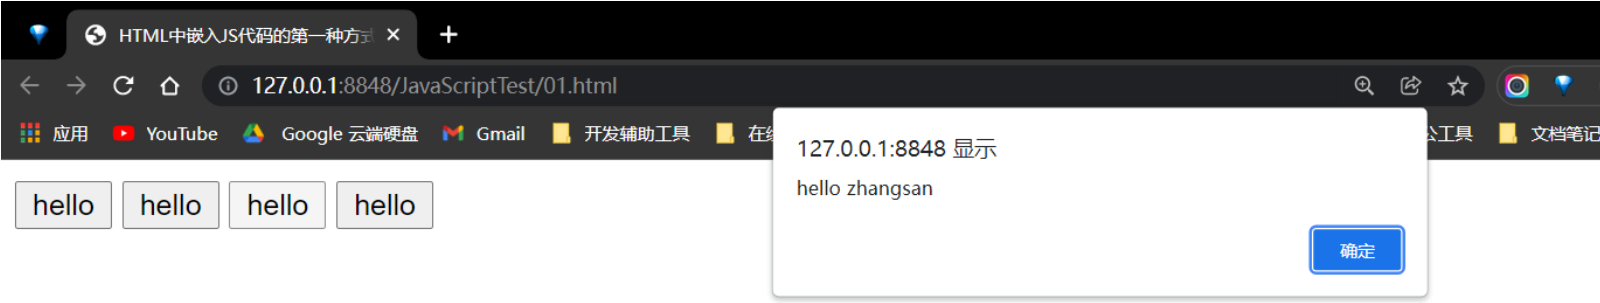 HTML中嵌入JS代码的第一种方式
127.0.0.1:8848/JavaScriptTest/01.html
应用 YouTube Google 云端硬盘 Gmail 开发辅助工具 在 公工具 文档笔记
127.0.0.1:8848 显示
hello zhangsan
hello hello hello hello
确定